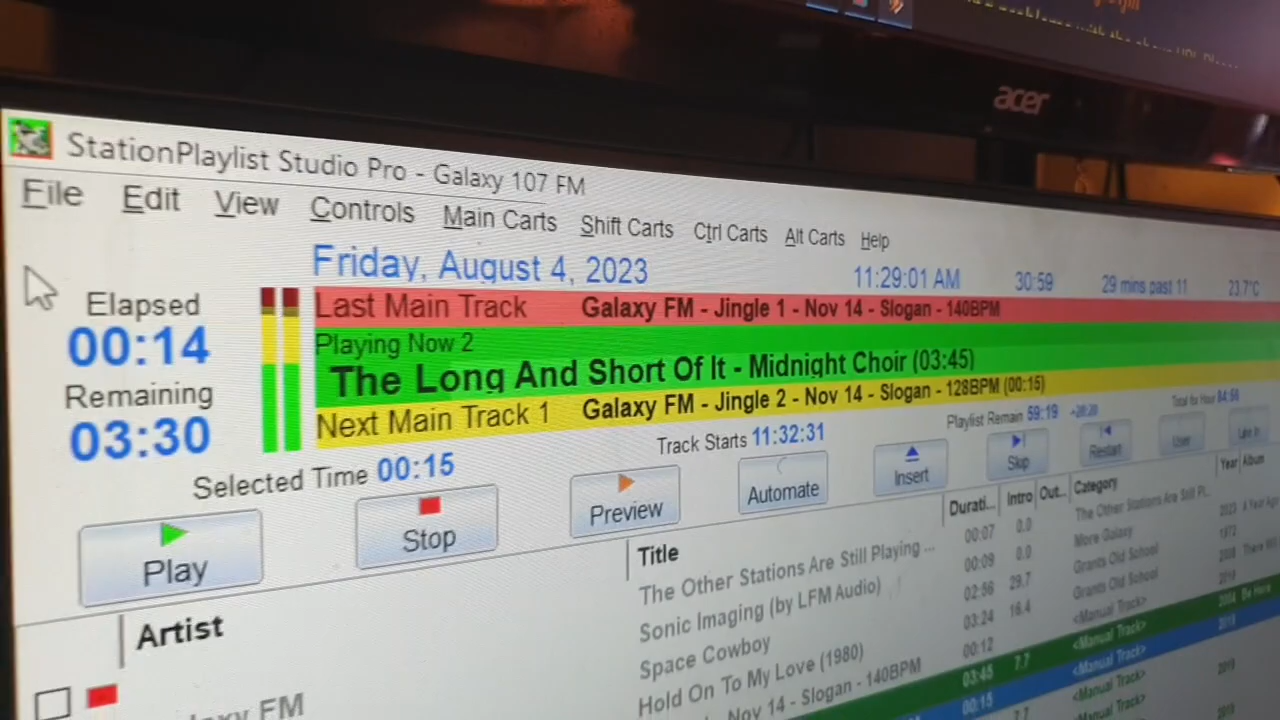 acer
StationPlaylist Studio Pro - Galaxy 107 FM
File Edit View Controls Main Carts Shift Carts Ctrl Carts Alt Carts Help
Friday, August 4, 2023 11:29:01 AM 30:59 29 mins past 11 23.7°C
Elapsed
00:14
Remaining
03:30
Last Main Track Galaxy FM - Jingle 1 - Nov 14 - Slogan - 140BPM
Playing Now 2
The Long And Short Of It - Midnight Choir (03:45)
Next Main Track 1 Galaxy FM - Jingle 2 - Nov 14 - Slogan - 128BPM (00:15)
Selected Time 00:15 Track Starts 11:32:31 Playlist Remain 59:19 Total for Hour
Play Stop Preview Automate Insert Skip Restart User
Artist Title Durati... Intro Out... Category Year Album
The Other Stations Are Still Playing ... 00:07 0.0 The Other Stations Are Still Pl..
Sonic Imaging (by LFM Audio) 00:09 0.0 More Galaxy
Space Cowboy 02:56 29.7 Grants Old School
Hold On To My Love (1980) 03:24 16.4 Grants Old School
Nov 14 - Slogan - 140BPM 00:12 <Manual Track>
03:45 7.7 <Manual Track>
00:15 <Manual Track>
FM